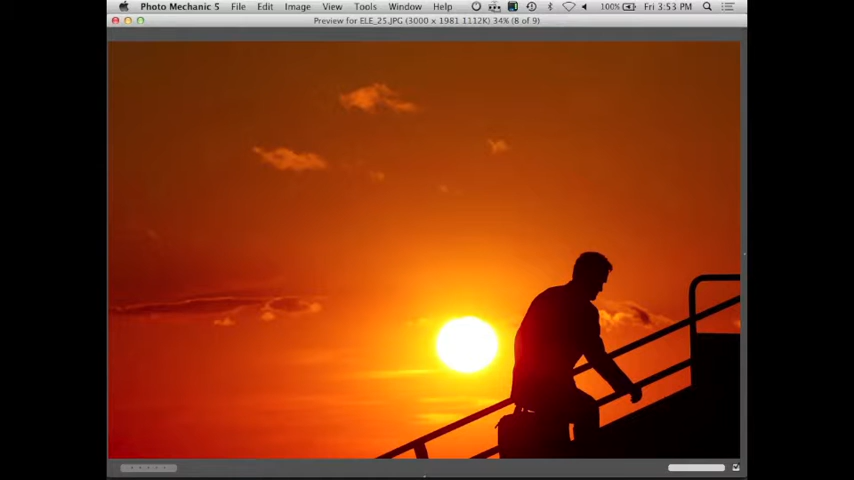 Photo Mechanic 5 File Edit Image View Tools Window Help 100% Fri 3:53 PM
Preview for ELE_25.JPG (3000 x 1981 1112K) 34% (8 of 9)